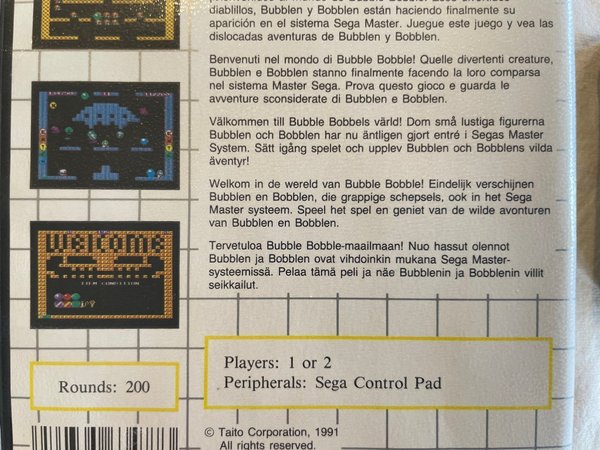 diablillos, Bubblen y Bobblen están haciendo finalmente su
aparición en el sistema Sega Master. Juegue este juego y vea las
dislocadas aventuras de Bubblen y Bobblen.
Benvenuti nel mondo di Bubble Bobble! Quelle divertenti creature,
Bubblen e Bobblen stanno finalmente facendo la loro comparsa
nel sistema Master Sega. Prova questo gioco e guarda le
avventure sconsiderate di Bubblen e Bobblen.
Välkommen till Bubble Bobbels värld! Dom små lustiga figurerna
Bubblen och Bobblen har nu äntligen gjort entré i Segas Master
System. Sätt igång spelet och upplev Bubblen och Bobblens vilda
äventyr!
Welkom in de wereld van Bubble Bobble! Eindelijk verschijnen
Bubblen en Bobblen, die grappige schepsels, ook in het Sega
Master systeem. Speel het spel en geniet van de wilde avonturen
van Bubblen en Bobblen.
Tervetuloa Bubble Bobble-maailmaan! Nuo hassut olennot
Bubblen ja Bobblen ovat vihdoinkin mukana Sega Master-
systeemissä. Pelaa tämä peli ja näe Bubblenin ja Bobblenin villit
seikkailut.
WELCOME
ITEM CONDITION
Rounds: 200
Players: 1 or 2
Peripherals: Sega Control Pad
© Taito Corporation, 1991
All rights reserved.